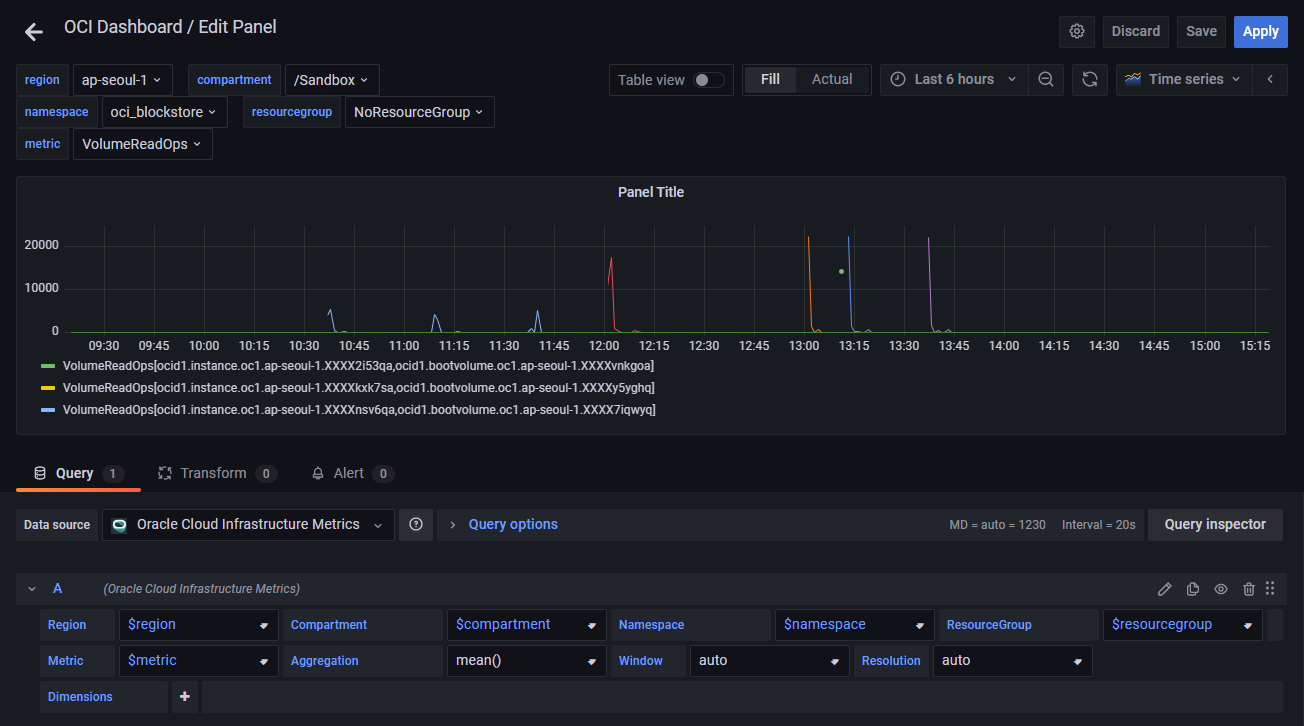 OCI Dashboard / Edit Panel
Discard
Save
Apply
region ap-seoul-1 compartment /Sandbox
Table view Fill Actual Last 6 hours Time series
namespace oci_blockstore resourcegroup NoResourceGroup
metric VolumeReadOps
Panel Title
20000
10000
0
09:30 09:45 10:00 10:15 10:30 10:45 11:00 11:15 11:30 11:45 12:00 12:15 12:30 12:45 13:00 13:15 13:30 13:45 14:00 14:15 14:30 14:45 15:00 15:15
VolumeReadOps[ocid1.instance.oc1.ap-seoul-1.XXXX2i53qa,ocid1.bootvolume.oc1.ap-seoul-1.XXXXvnkgoa]
VolumeReadOps[ocid1.instance.oc1.ap-seoul-1.XXXXkxk7sa,ocid1.bootvolume.oc1.ap-seoul-1.XXXXy5yghq]
VolumeReadOps[ocid1.instance.oc1.ap-seoul-1.XXXXnsv6qa,ocid1.bootvolume.oc1.ap-seoul-1.XXXX7iqwyq]
Query 1 Transform 0 Alert 0
Data source Oracle Cloud Infrastructure Metrics Query options MD = auto = 1230 Interval = 20s Query inspector
A (Oracle Cloud Infrastructure Metrics)
Region $region Compartment $compartment Namespace $namespace ResourceGroup $resourcegroup
Metric $metric Aggregation mean() Window auto Resolution auto
Dimensions +